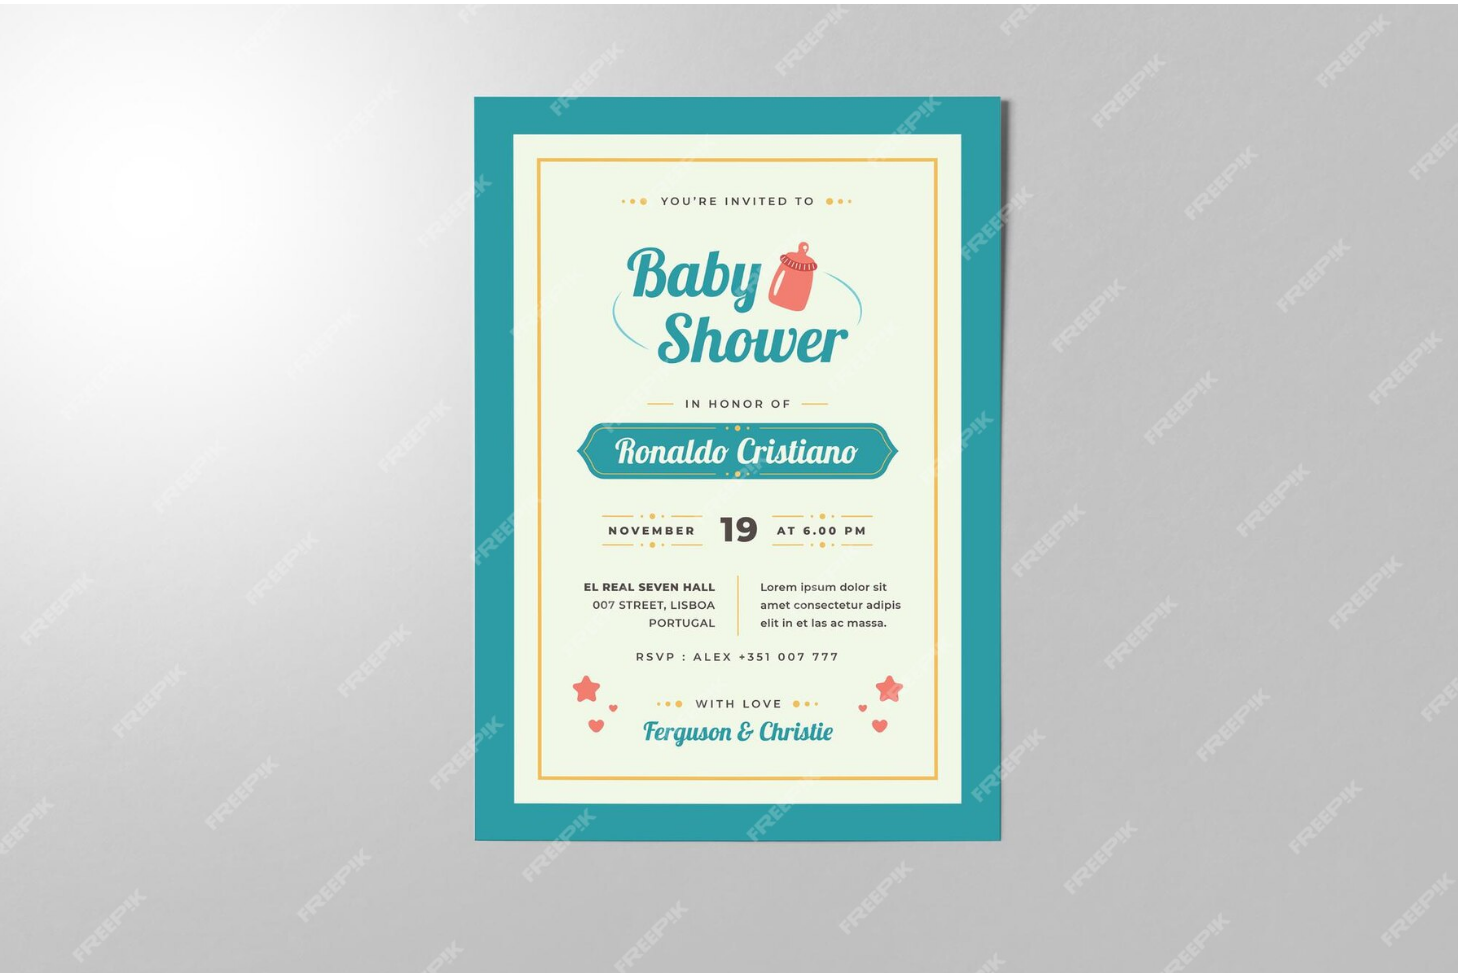 YOU'RE INVITED TO
Baby
Shower
IN HONOR OF
Ronaldo Cristiano
NOVEMBER 19 AT 6.00 PM
EL REAL SEVEN HALL
007 STREET, LISBOA
PORTUGAL
Lorem ipsum dolor sit
amet consectetur adipis
elit in et las ac massa.
RSVP : ALEX +351 007 777
WITH LOVE
Ferguson & Christie
FREEPIK